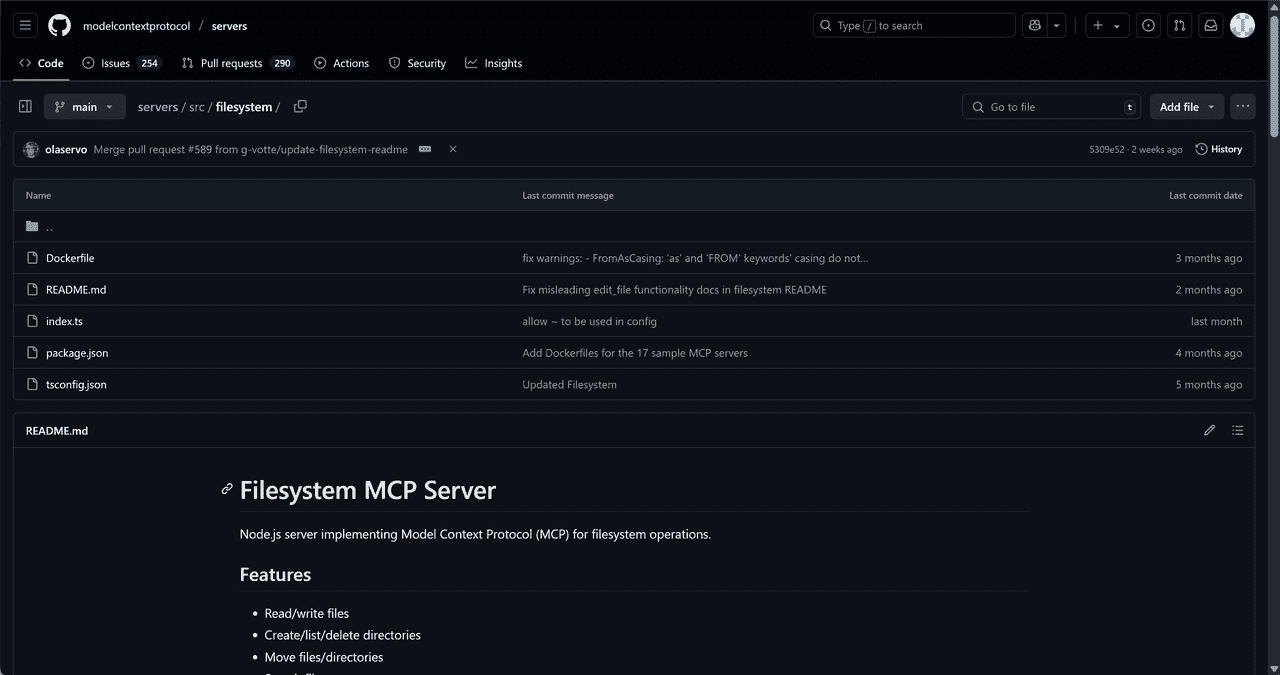 modelcontextprotocol / servers
Type / to search
Code
Issues 254
Pull requests 290
Actions
Security
Insights
main
servers / src / filesystem /
Go to file t
Add file
olaservo Merge pull request #589 from g-votte/update-filesystem-readme
5309e52 · 2 weeks ago
History
Name Last commit message Last commit date
..
Dockerfile fix warnings: - FromAsCasing: 'as' and 'FROM' keywords' casing do not... 3 months ago
README.md Fix misleading edit_file functionality docs in filesystem README 2 months ago
index.ts allow ~ to be used in config last month
package.json Add Dockerfiles for the 17 sample MCP servers 4 months ago
tsconfig.json Updated Filesystem 5 months ago
README.md
Filesystem MCP Server
Node.js server implementing Model Context Protocol (MCP) for filesystem operations.
Features
• Read/write files
• Create/list/delete directories
• Move files/directories